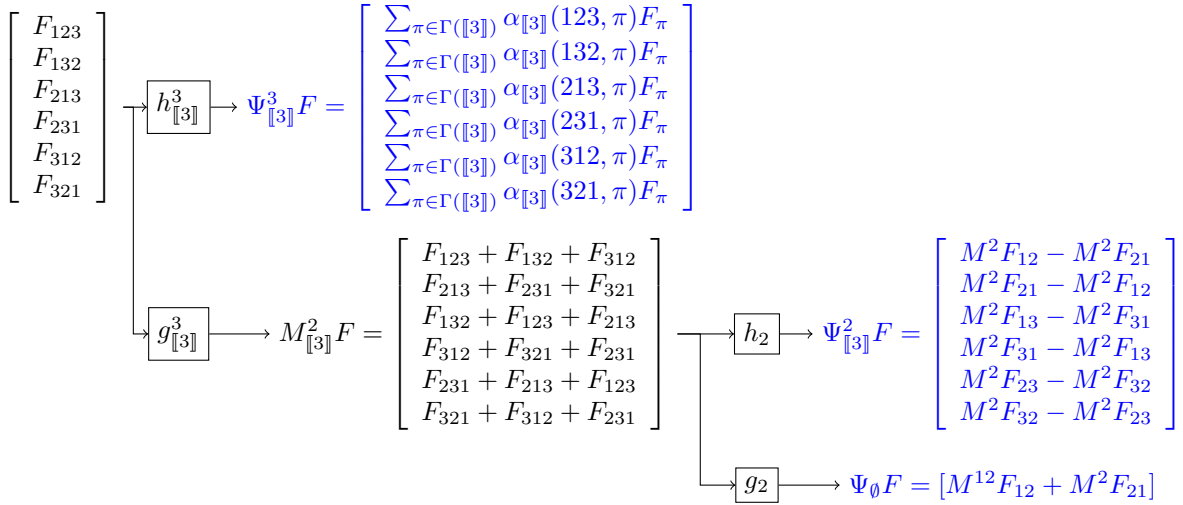 F_{123}
F_{132}
F_{213}
F_{231}
F_{312}
F_{321}
h^3_{⟦3⟧}
Ψ^3_{⟦3⟧}F =
∑_{π∈Γ(⟦3⟧)} α_{⟦3⟧}(123, π)F_π
∑_{π∈Γ(⟦3⟧)} α_{⟦3⟧}(132, π)F_π
∑_{π∈Γ(⟦3⟧)} α_{⟦3⟧}(213, π)F_π
∑_{π∈Γ(⟦3⟧)} α_{⟦3⟧}(231, π)F_π
∑_{π∈Γ(⟦3⟧)} α_{⟦3⟧}(312, π)F_π
∑_{π∈Γ(⟦3⟧)} α_{⟦3⟧}(321, π)F_π
g^3_{⟦3⟧}
M^2_{⟦3⟧}F =
F_{123} + F_{132} + F_{312}
F_{213} + F_{231} + F_{321}
F_{132} + F_{123} + F_{213}
F_{312} + F_{321} + F_{231}
F_{231} + F_{213} + F_{123}
F_{321} + F_{312} + F_{231}
h_2
Ψ^2_{⟦3⟧}F =
M^2F_{12} − M^2F_{21}
M^2F_{21} − M^2F_{12}
M^2F_{13} − M^2F_{31}
M^2F_{31} − M^2F_{13}
M^2F_{23} − M^2F_{32}
M^2F_{32} − M^2F_{23}
g_2
Ψ_∅F = [M^{12}F_{12} + M^2F_{21}]